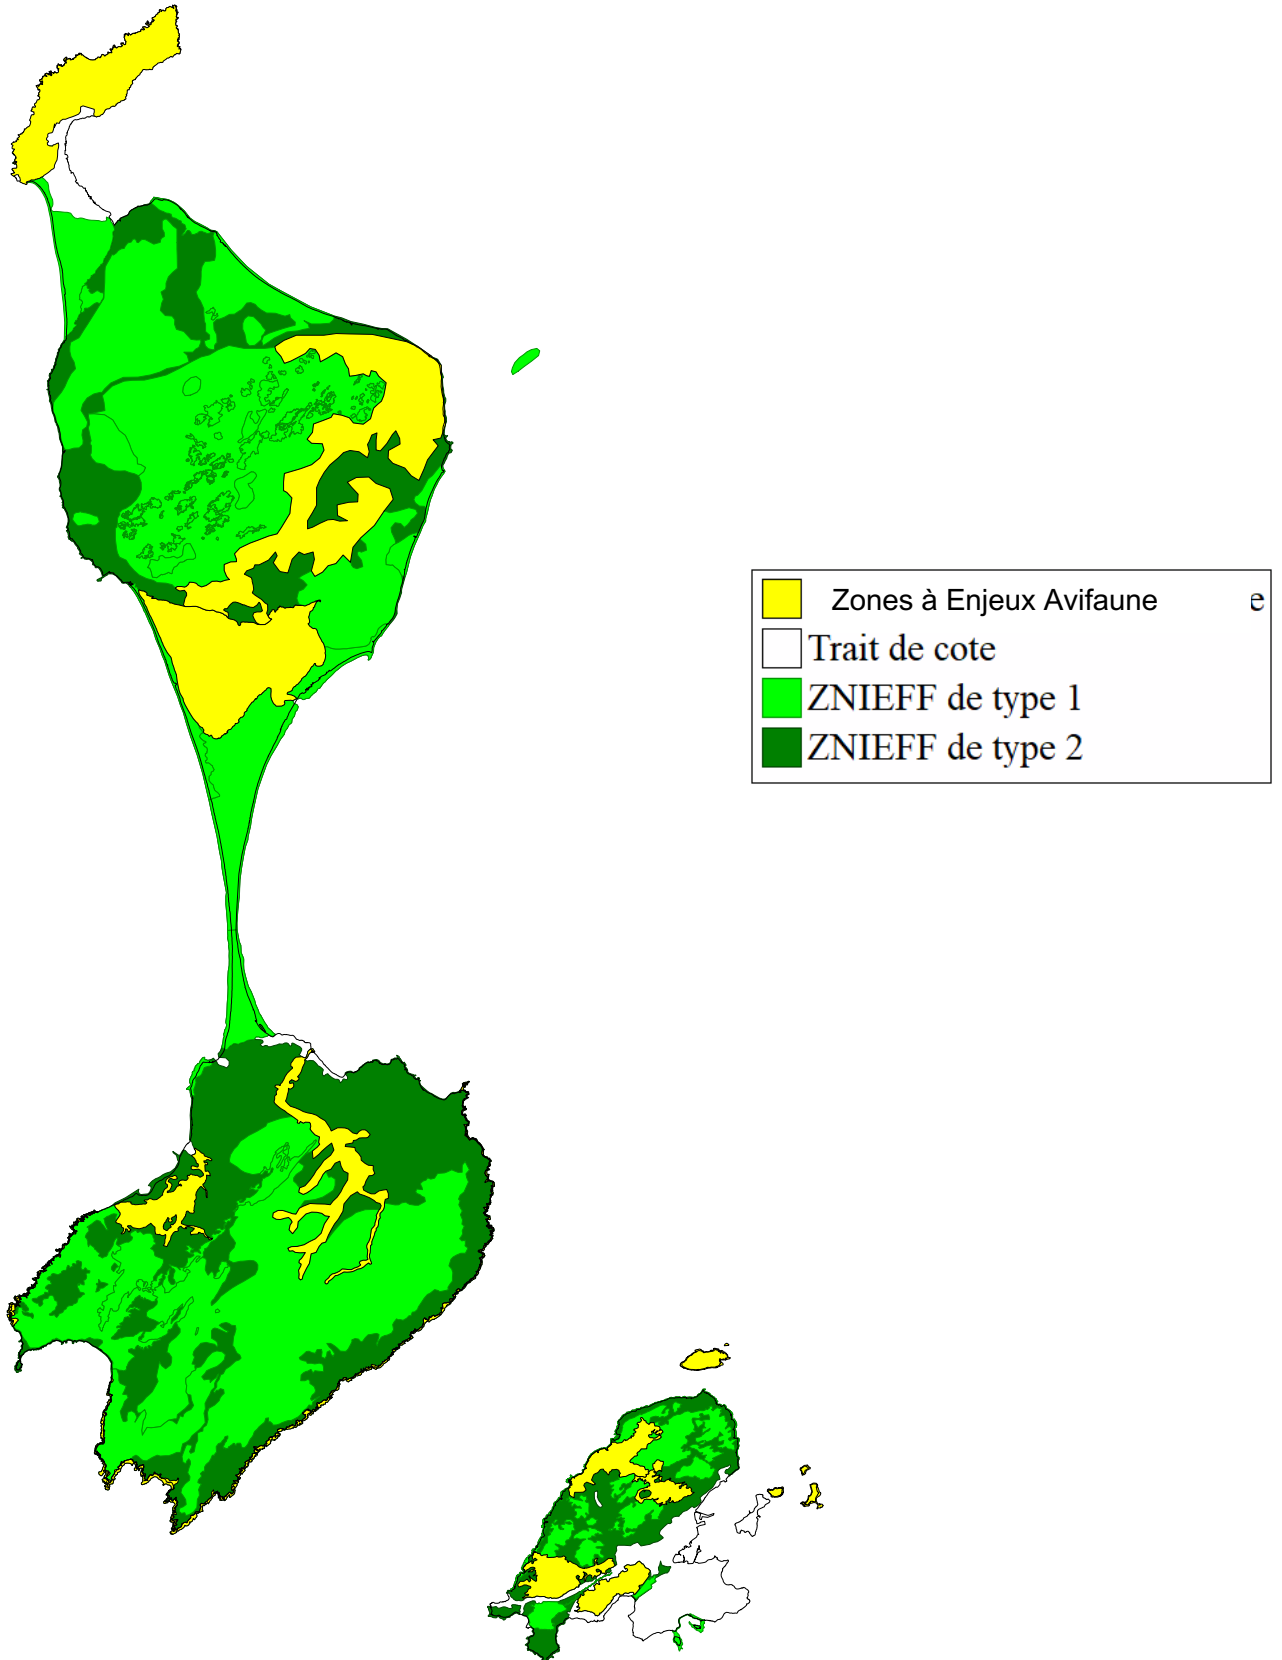 Zones à Enjeux Avifaune e
Trait de cote
ZNIEFF de type 1
ZNIEFF de type 2